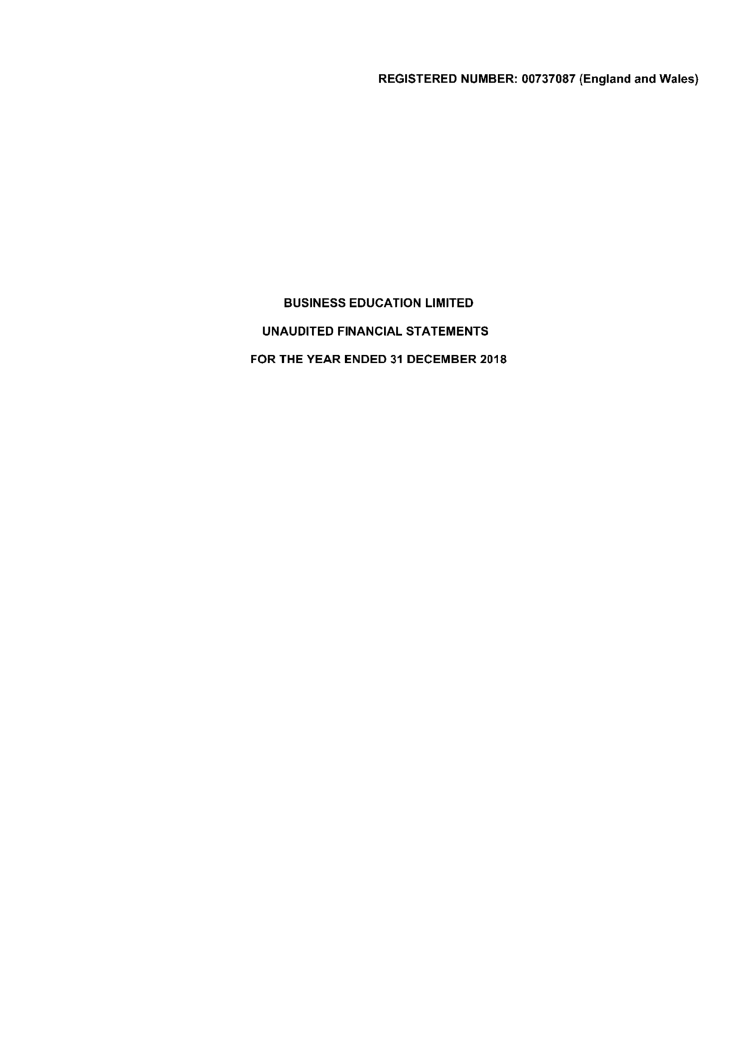 REGISTERED NUMBER: 00737087 (England and Wales)
BUSINESS EDUCATION LIMITED
UNAUDITED FINANCIAL STATEMENTS
FOR THE YEAR ENDED 31 DECEMBER 2018